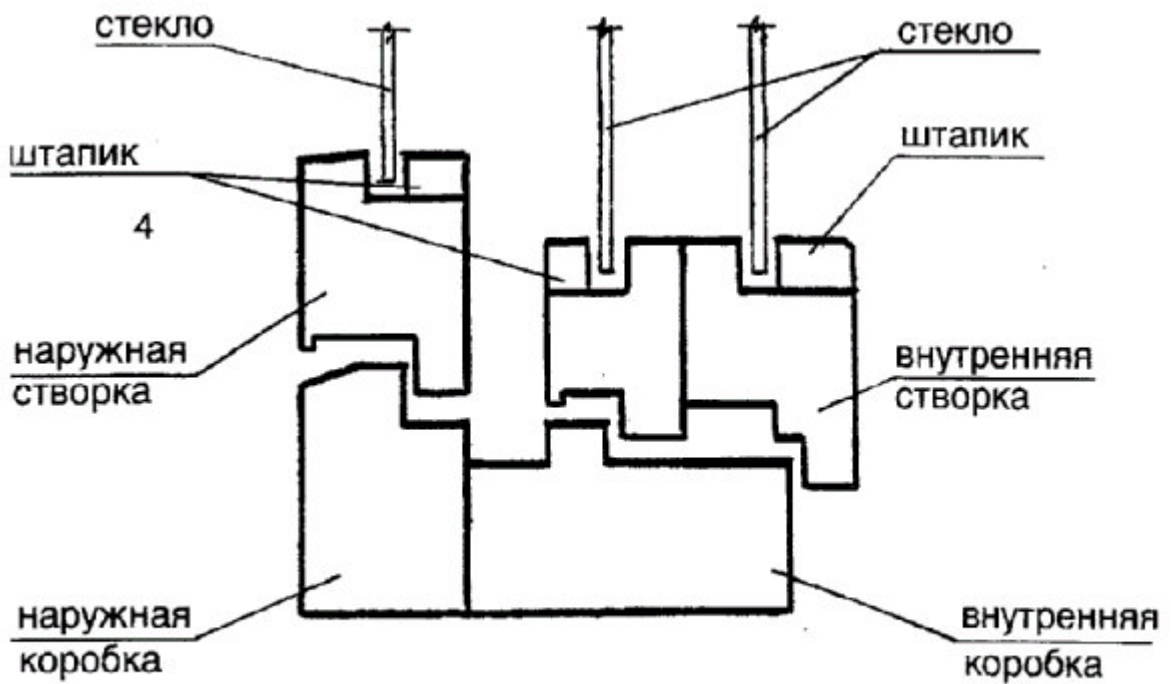 стекло
стекло
штапик
штапик
4
наружная
створка
внутренняя
створка
наружная
коробка
внутренняя
коробка